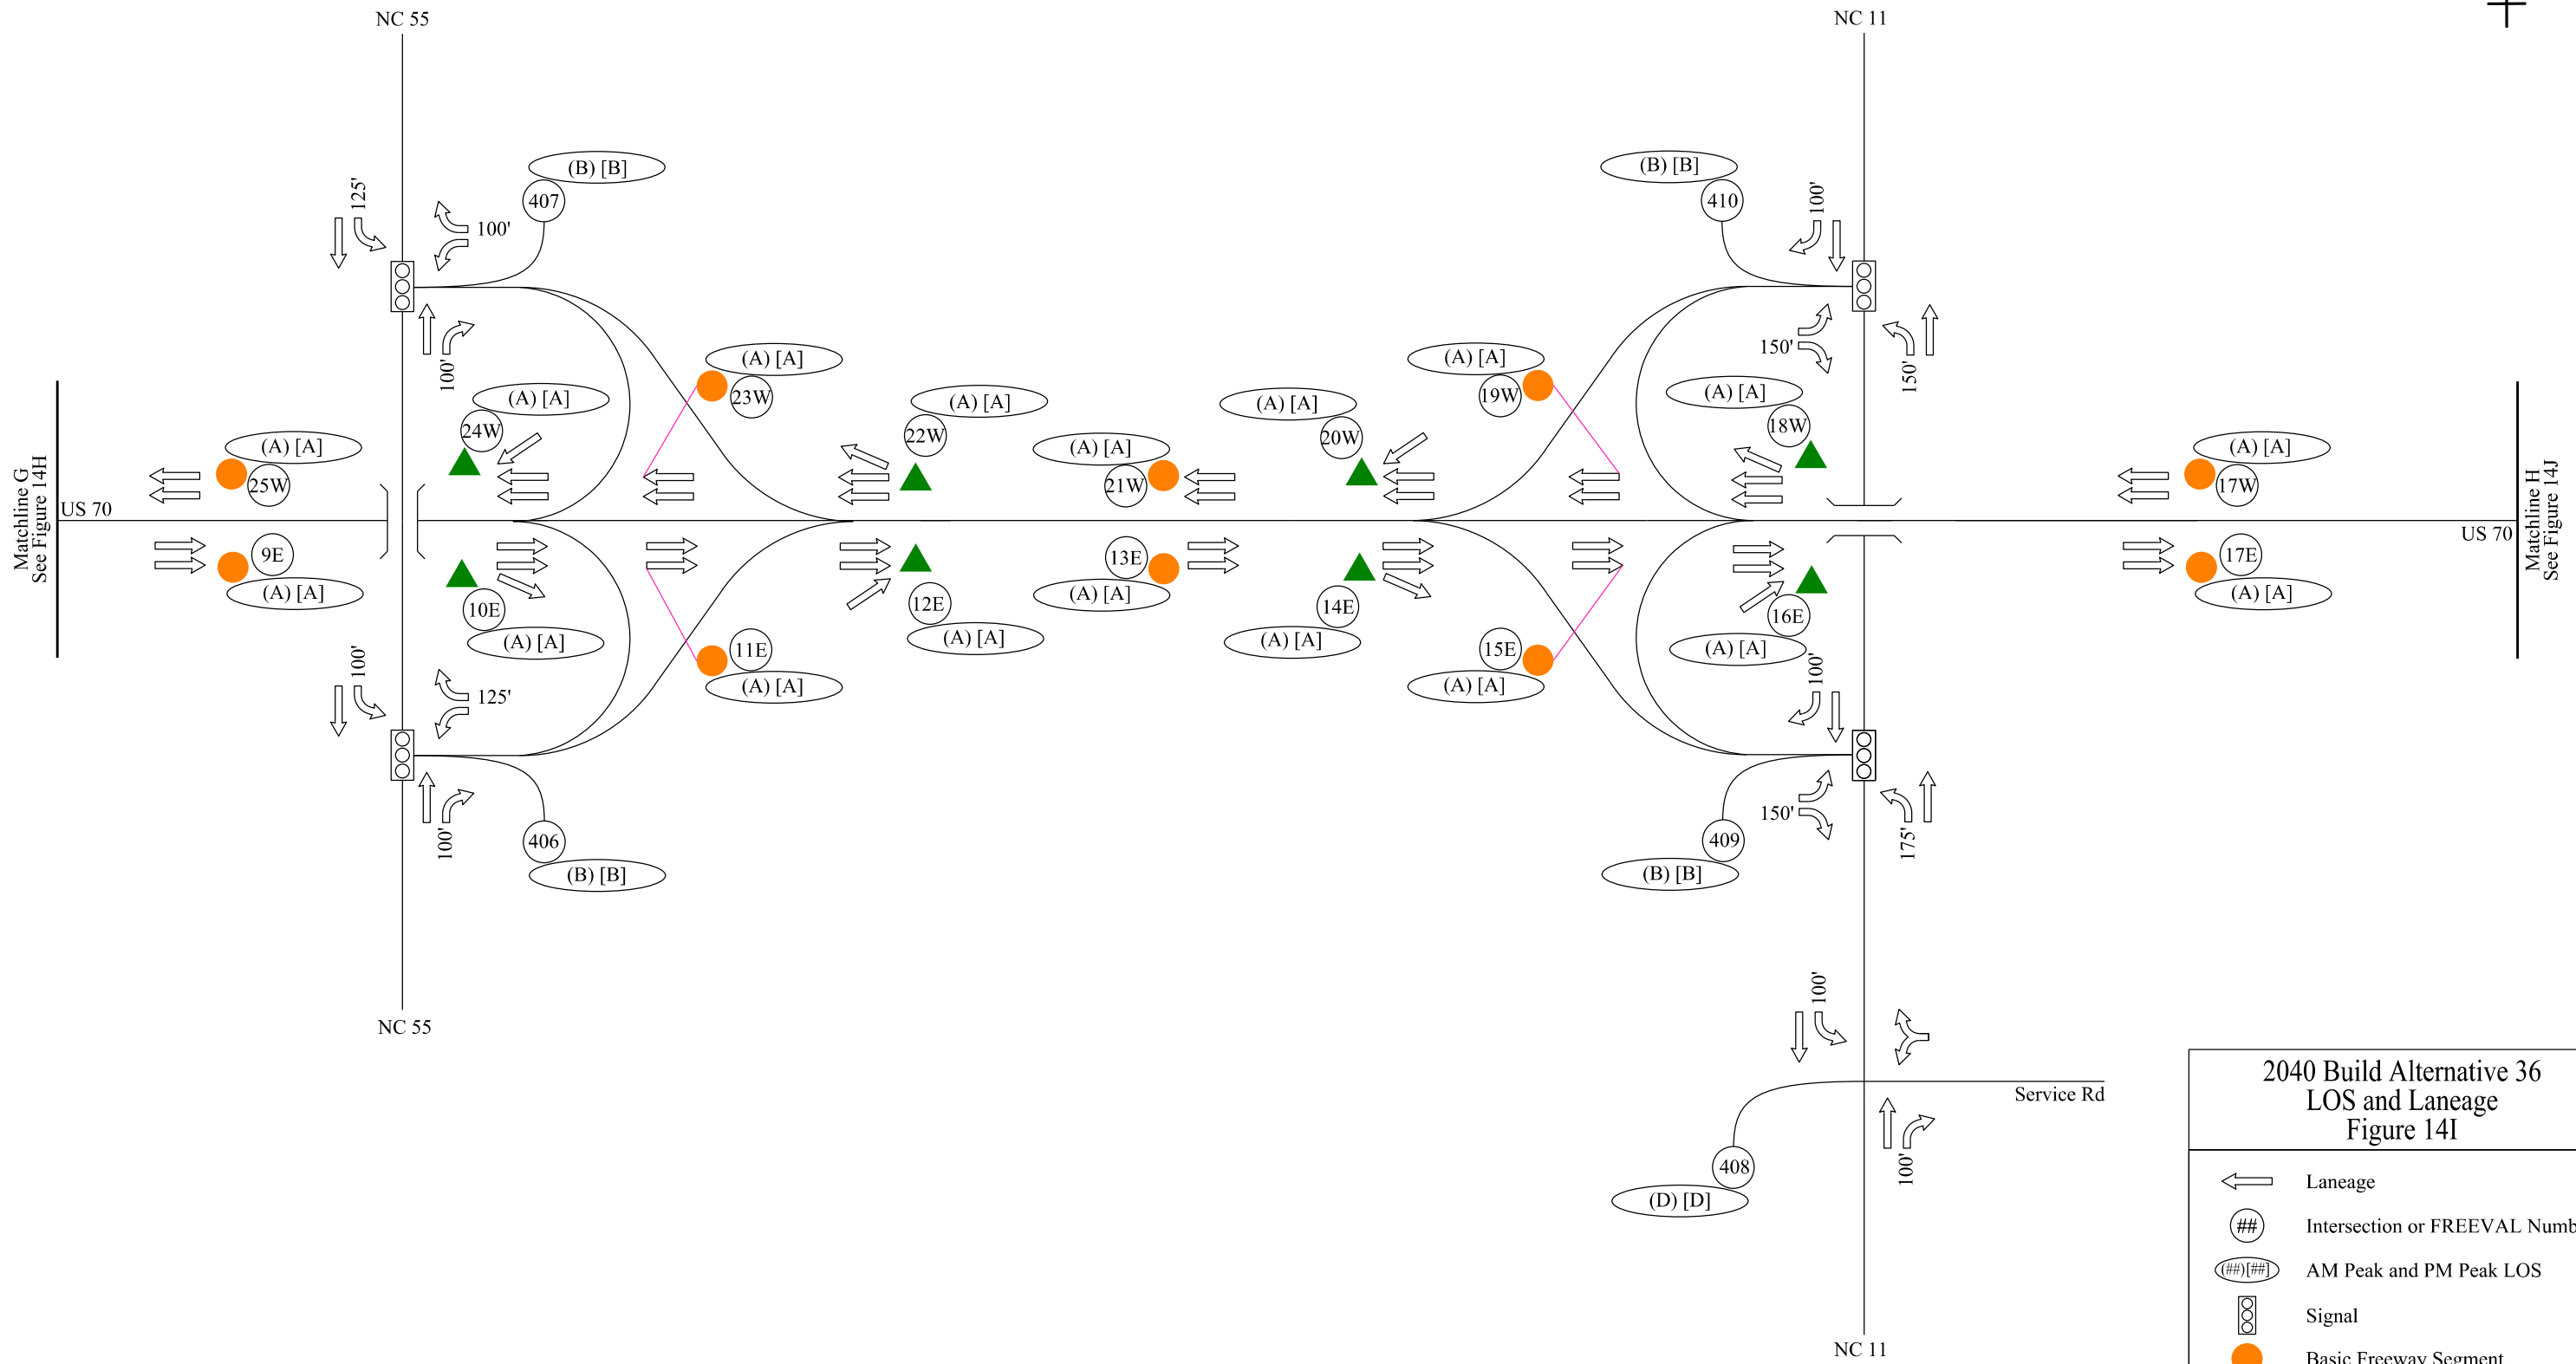 NC 55
NC 11
(B) [B]
407
(B) [B]
410
125'
100'
100'
100'
150'
150'
(A) [A]
23W
(A) [A]
19W
(A) [A]
24W
(A) [A]
22W
(A) [A]
20W
(A) [A]
18W
(A) [A]
25W
(A) [A]
21W
(A) [A]
17W
Matchline G
See Figure 14H
US 70
US 70
Matchline H
See Figure 14J
9E
(A) [A]
10E
(A) [A]
11E
(A) [A]
12E
(A) [A]
13E
(A) [A]
14E
(A) [A]
15E
(A) [A]
16E
(A) [A]
17E
(A) [A]
100'
125'
100'
100'
150'
175'
406
(B) [B]
409
(B) [B]
NC 55
100'
Service Rd
100'
408
(D) [D]
NC 11
2040 Build Alternative 36
LOS and Laneage
Figure 14I
Laneage
## Intersection or FREEVAL
(##)[##] AM Peak and PM Peak LOS
Signal
Basic Freeway Segment